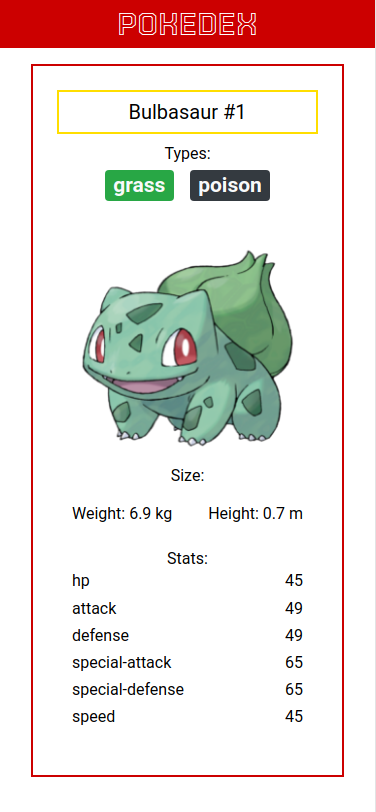 POKEDEX
Bulbasaur #1
Types:
grass poison
Size:
Weight: 6.9 kg Height: 0.7 m
Stats:
hp 45
attack 49
defense 49
special-attack 65
special-defense 65
speed 45